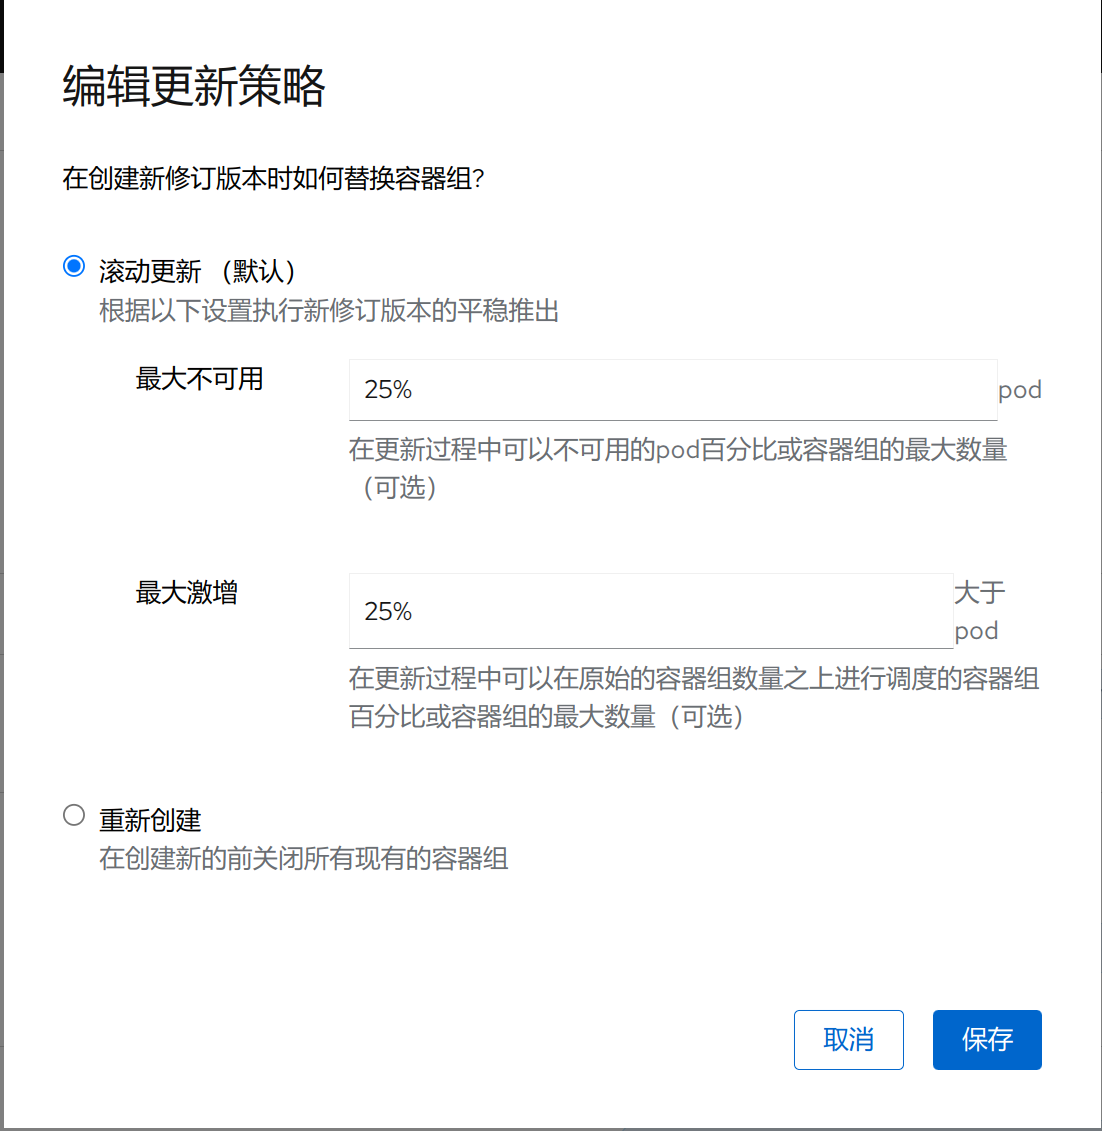 编辑更新策略
在创建新修订版本时如何替换容器组?
滚动更新 （默认）
根据以下设置执行新修订版本的平稳推出
最大不可用
25%
pod
在更新过程中可以不可用的pod百分比或容器组的最大数量
（可选）
最大激增
25%
大于
pod
在更新过程中可以在原始的容器组数量之上进行调度的容器组
百分比或容器组的最大数量（可选）
重新创建
在创建新的前关闭所有现有的容器组
取消
保存